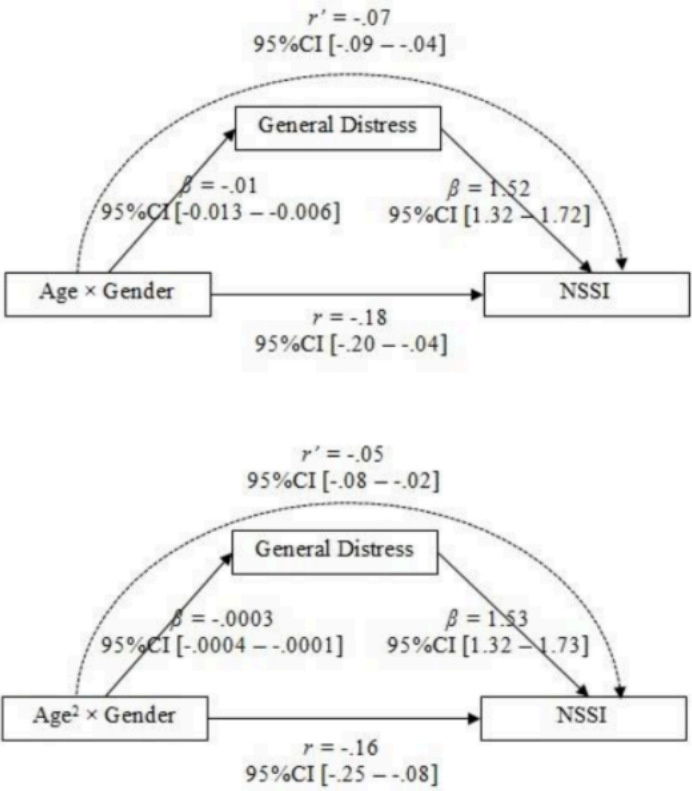 r′ = -.07
95%CI [-.09 – -.04]
General Distress
β = -.01
95%CI [-0.013 – -0.006]
β = 1.52
95%CI [1.32 – 1.72]
Age × Gender
NSSI
r = -.18
95%CI [-.20 – -.04]
r′ = -.05
95%CI [-.08 – -.02]
General Distress
β = -.0003
95%CI [-.0004 – -.0001]
β = 1.53
95%CI [1.32 – 1.73]
Age² × Gender
NSSI
r = -.16
95%CI [-.25 – -.08]